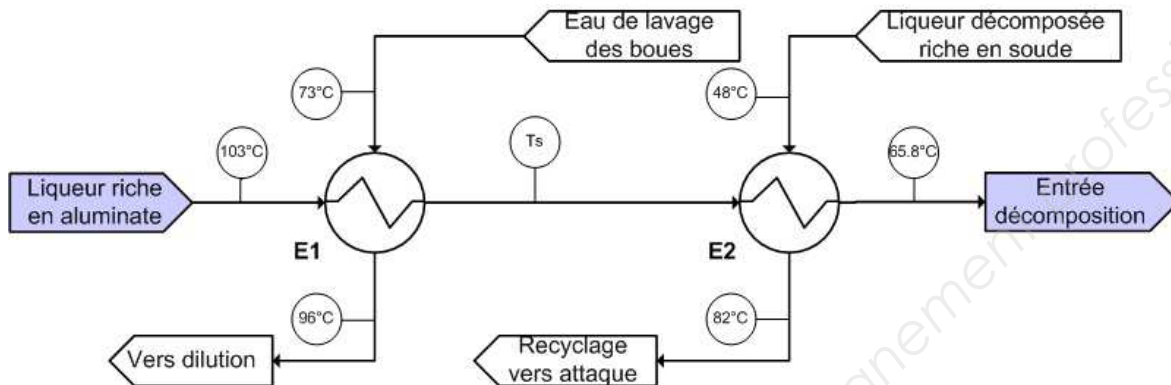 Eau de lavage
des boues
Liqueur décomposée
riche en soude
73°C
48°C
103°C
Ts
65.8°C
Liqueur riche
en aluminate
Entrée
décomposition
E1
E2
96°C
82°C
Vers dilution
Recyclage
vers attaque